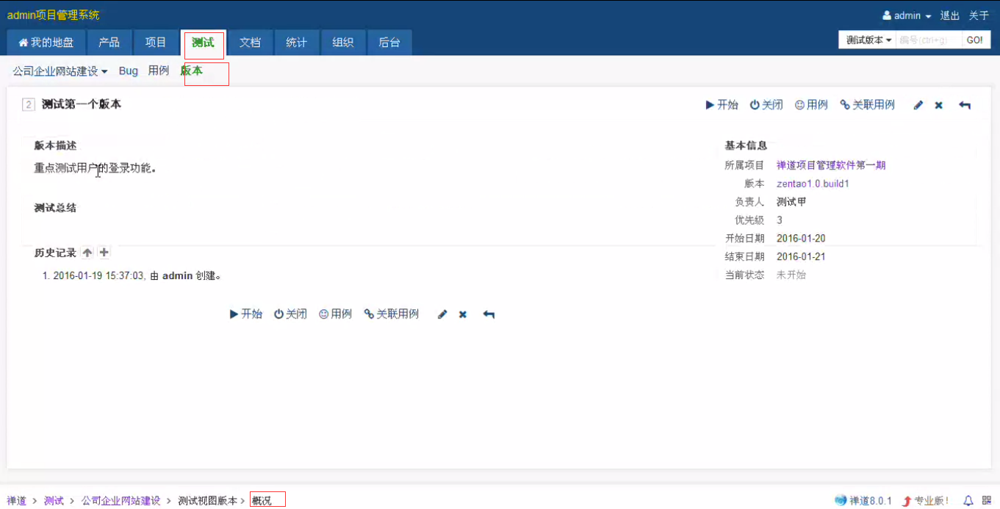 admin项目管理系统
admin 退出 关于
我的地盘 产品 项目 测试 文档 统计 组织 后台
测试版本 编号(ctrl+g) GO!
公司企业网站建设 Bug 用例 版本
2 测试第一个版本
开始 关闭 用例 关联用例
版本描述
重点测试用户的登录功能。
测试总结
历史记录
1. 2016-01-19 15:37:03, 由 admin 创建。
开始 关闭 用例 关联用例
基本信息
所属项目 禅道项目管理软件第一期
版本 zentao1.0.build1
负责人 测试甲
优先级 3
开始日期 2016-01-20
结束日期 2016-01-21
当前状态 未开始
禅道 > 测试 > 公司企业网站建设 > 测试视图版本 > 概况
禅道8.0.1 专业版!